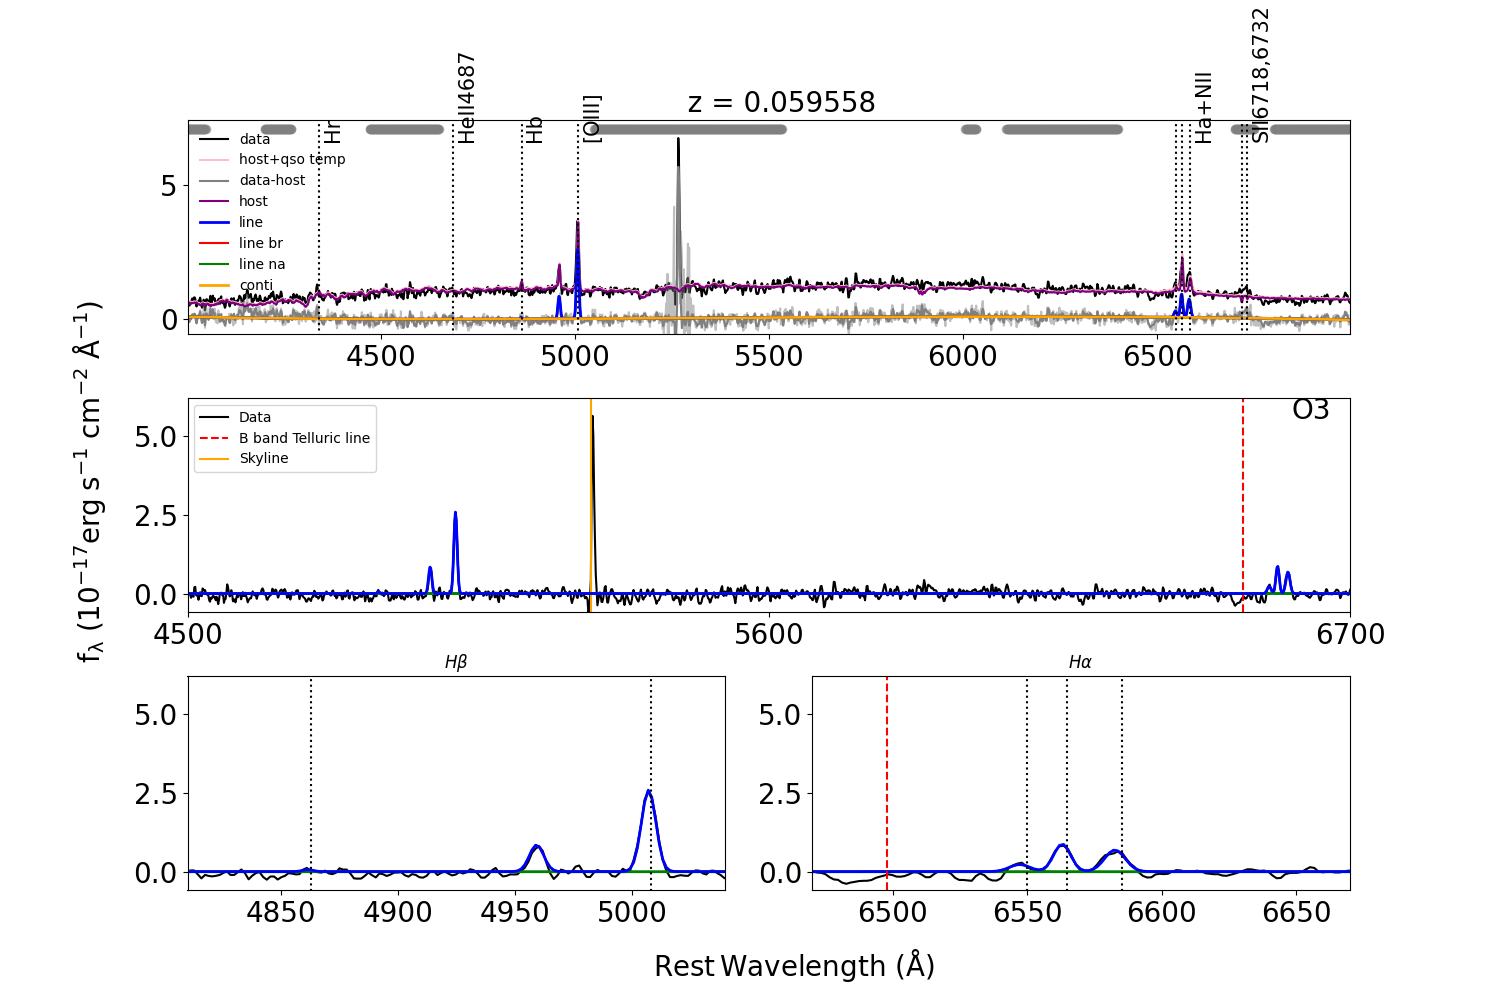 z = 0.059558
Hr
HeII4687
Hb
[OIII]
Ha+NII
SII6718,6732
data
host+qso temp
data-host
host
line
line br
line na
conti
5
0
4500 5000 5500 6000 6500
fλ (10−17erg s−1 cm−2 Å−1)
O3
Data
B band Telluric line
Skyline
5.0
2.5
0.0
4500 5600 6700
Hβ
5.0
2.5
0.0
4850 4900 4950 5000
Hα
5.0
2.5
0.0
6500 6550 6600 6650
Rest Wavelength (Å)